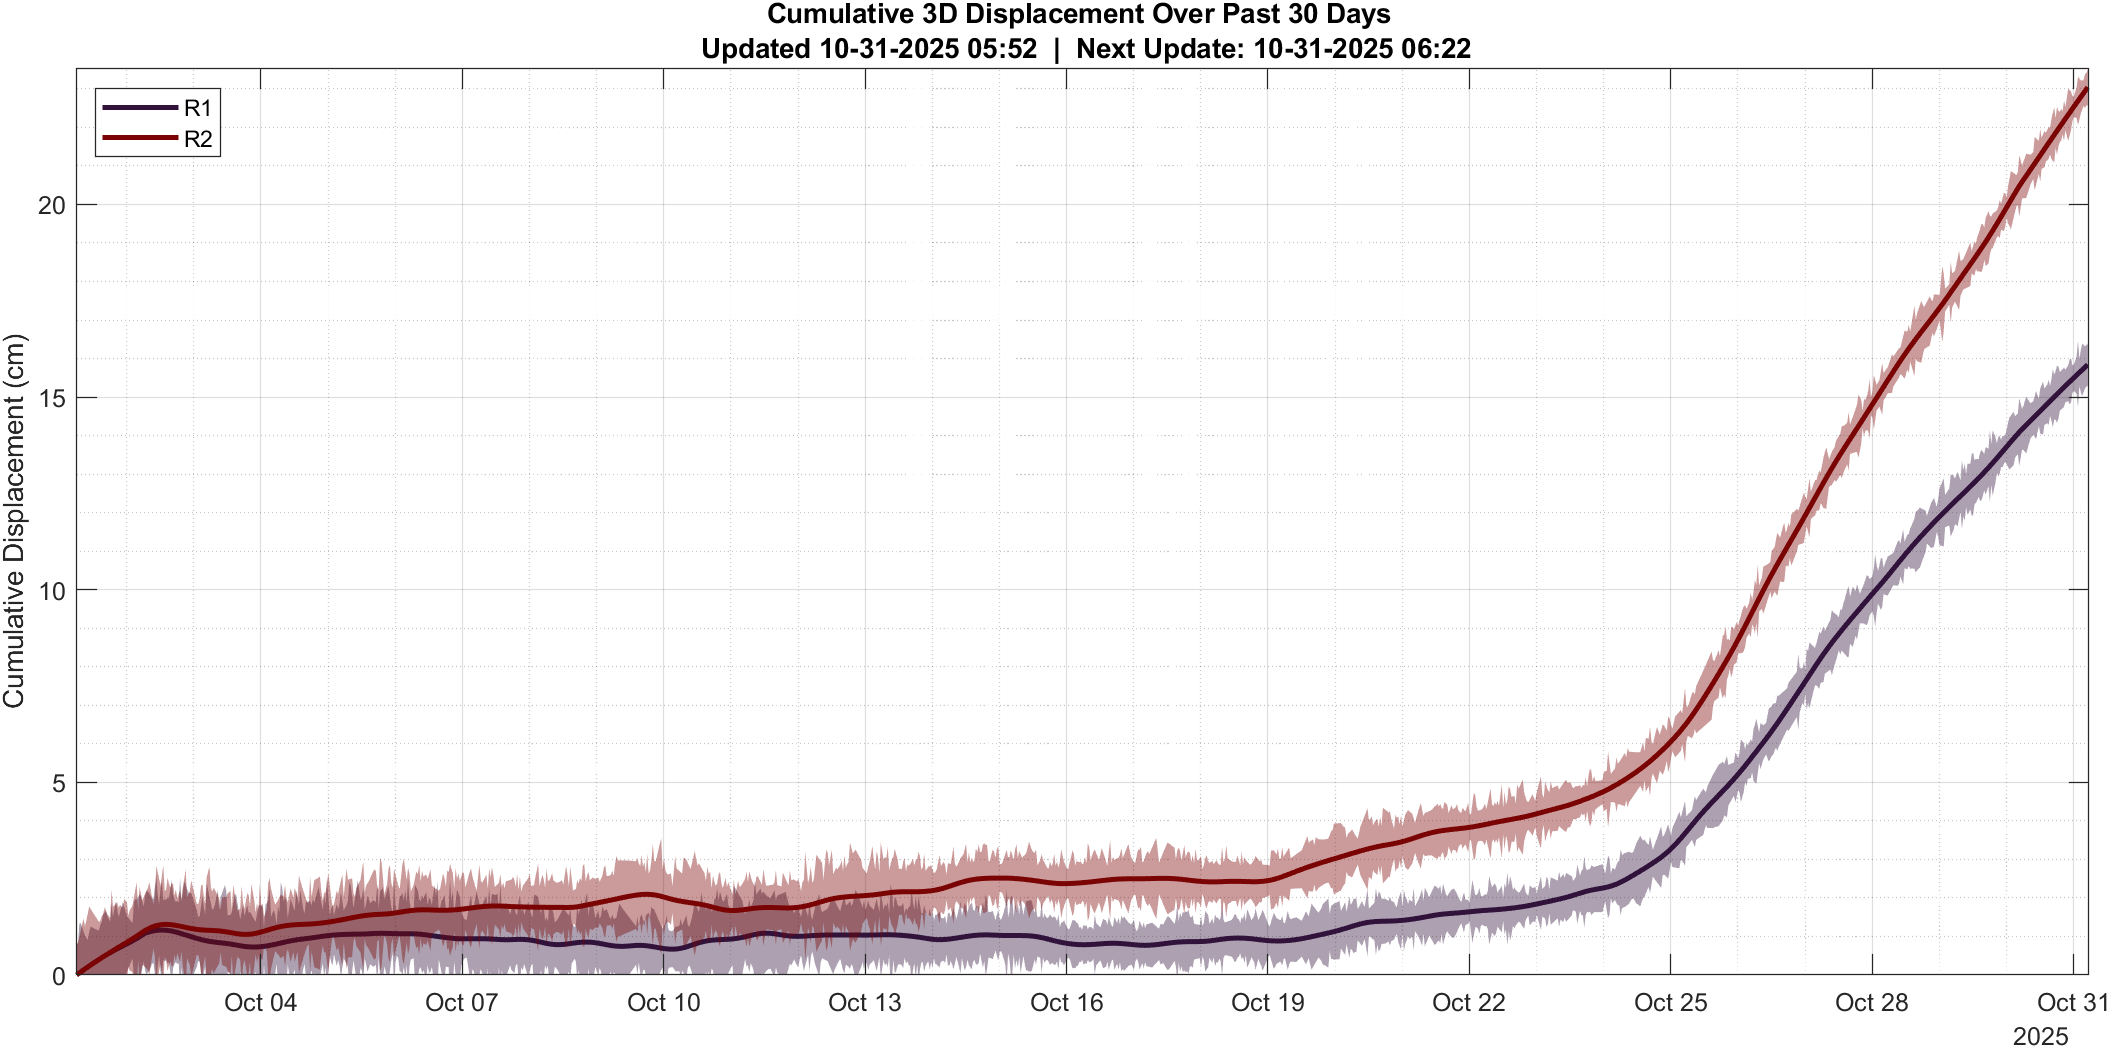 Cumulative 3D Displacement Over Past 30 Days
Updated 10-31-2025 05:52 | Next Update: 10-31-2025 06:22
R1
R2
Cumulative Displacement (cm)
20
15
10
5
0
Oct 04 Oct 07 Oct 10 Oct 13 Oct 16 Oct 19 Oct 22 Oct 25 Oct 28 Oct 31
2025